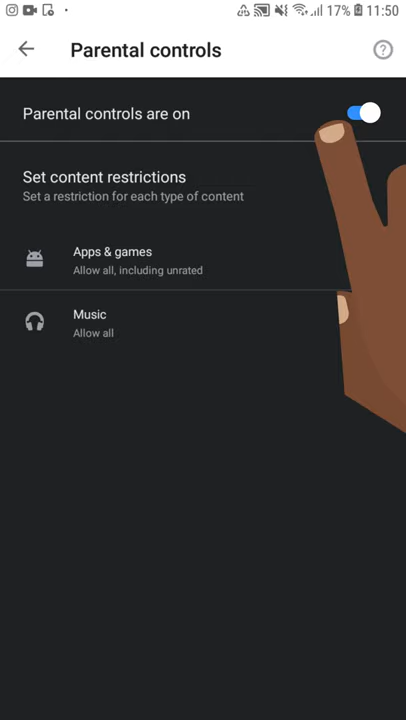 17% 11:50
Parental controls
Parental controls are on
Set content restrictions
Set a restriction for each type of content
Apps & games
Allow all, including unrated
Music
Allow all